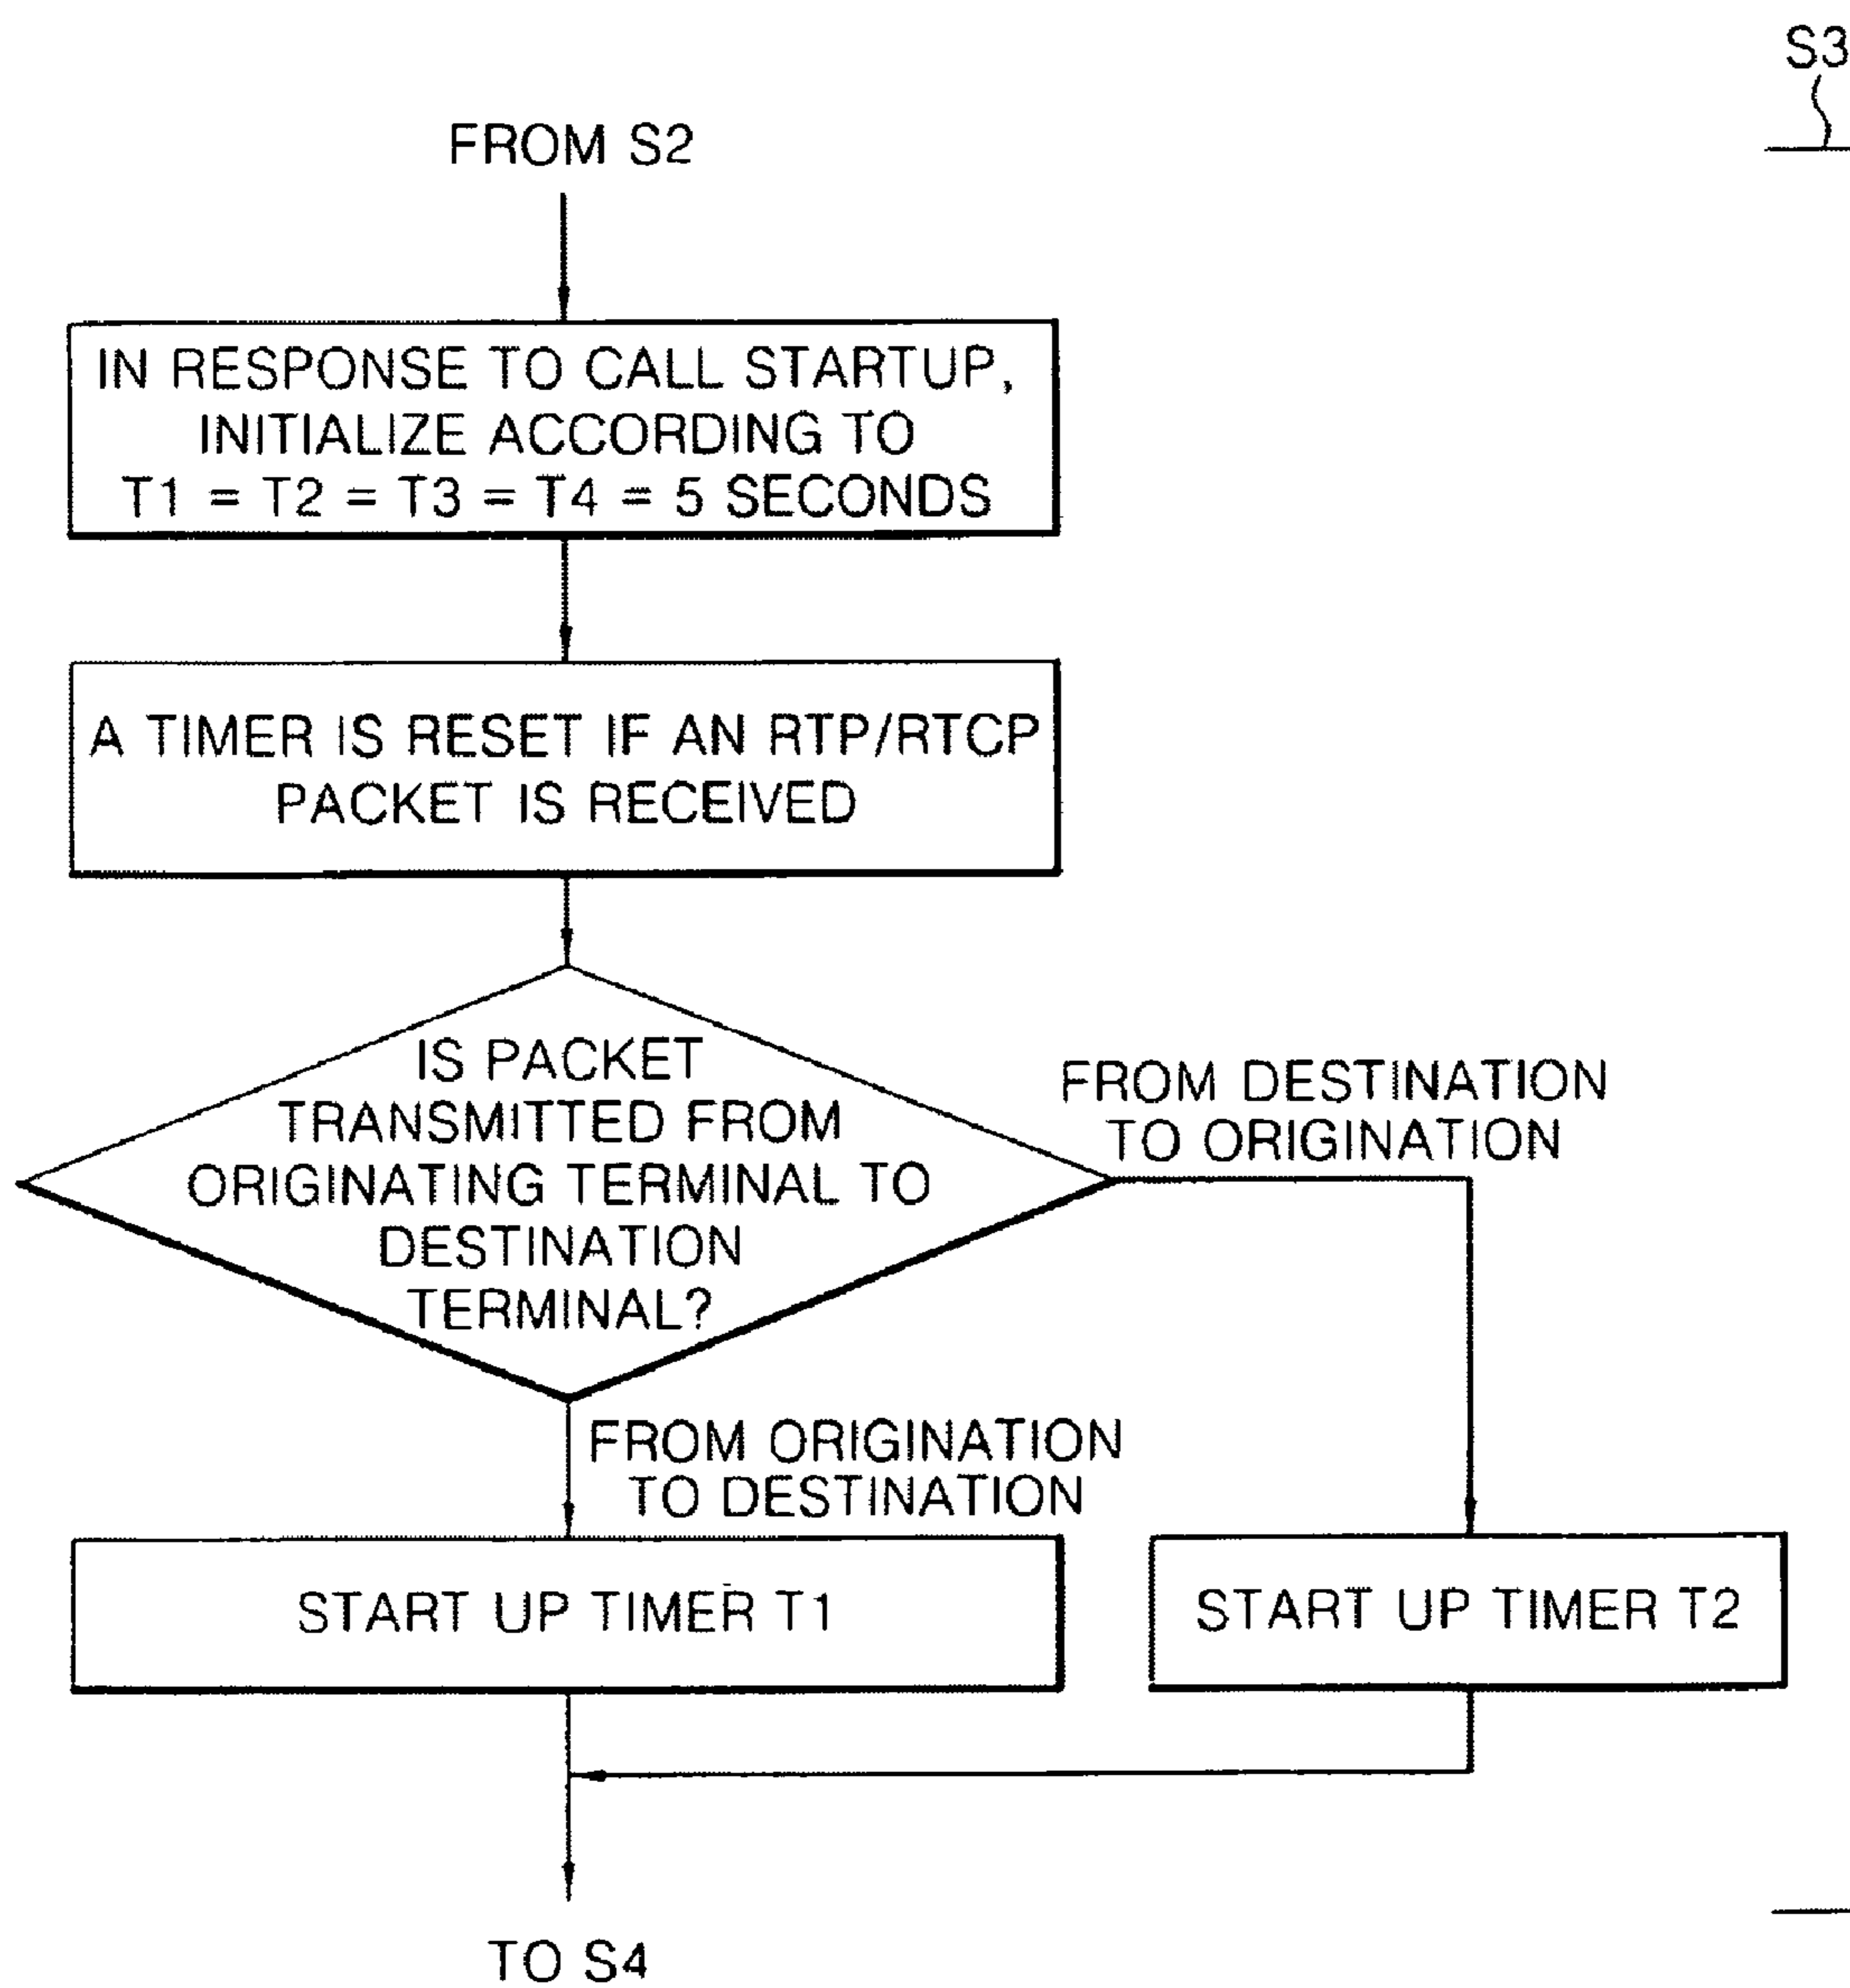 S3
FROM S2
IN RESPONSE TO CALL STARTUP,
INITIALIZE ACCORDING TO
T1 = T2 = T3 = T4 = 5 SECONDS
A TIMER IS RESET IF AN RTP/RTCP
PACKET IS RECEIVED
IS PACKET
TRANSMITTED FROM
ORIGINATING TERMINAL TO
DESTINATION
TERMINAL?
FROM DESTINATION
TO ORIGINATION
FROM ORIGINATION
TO DESTINATION
START UP TIMER T1
START UP TIMER T2
TO S4